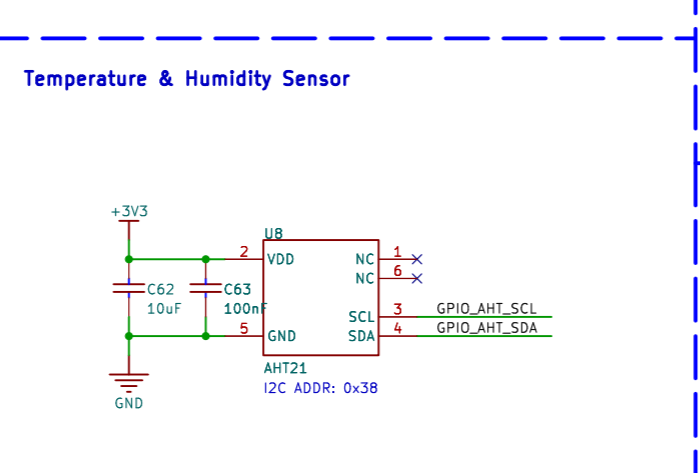 Temperature & Humidity Sensor
+3V3
U8
2
VDD
NC
1
NC
6
C62
10uF
C63
100nF
SCL
3
GPIO_AHT_SCL
5
GND
SDA
4
GPIO_AHT_SDA
AHT21
I2C ADDR: 0x38
GND